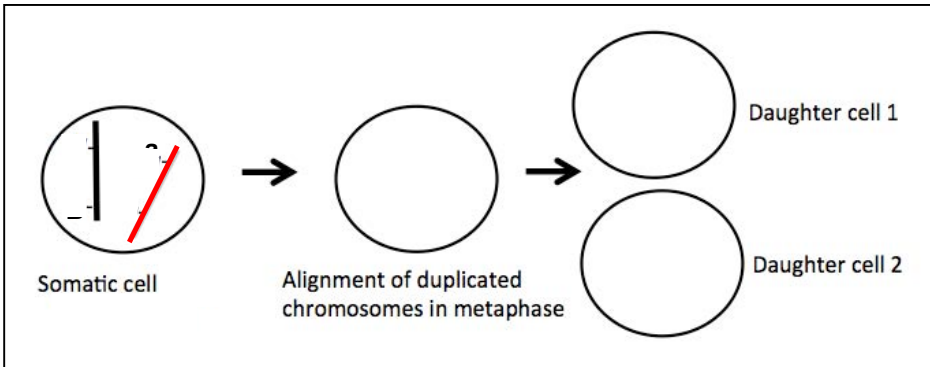 Somatic cell
Alignment of duplicated
chromosomes in metaphase
Daughter cell 1
Daughter cell 2